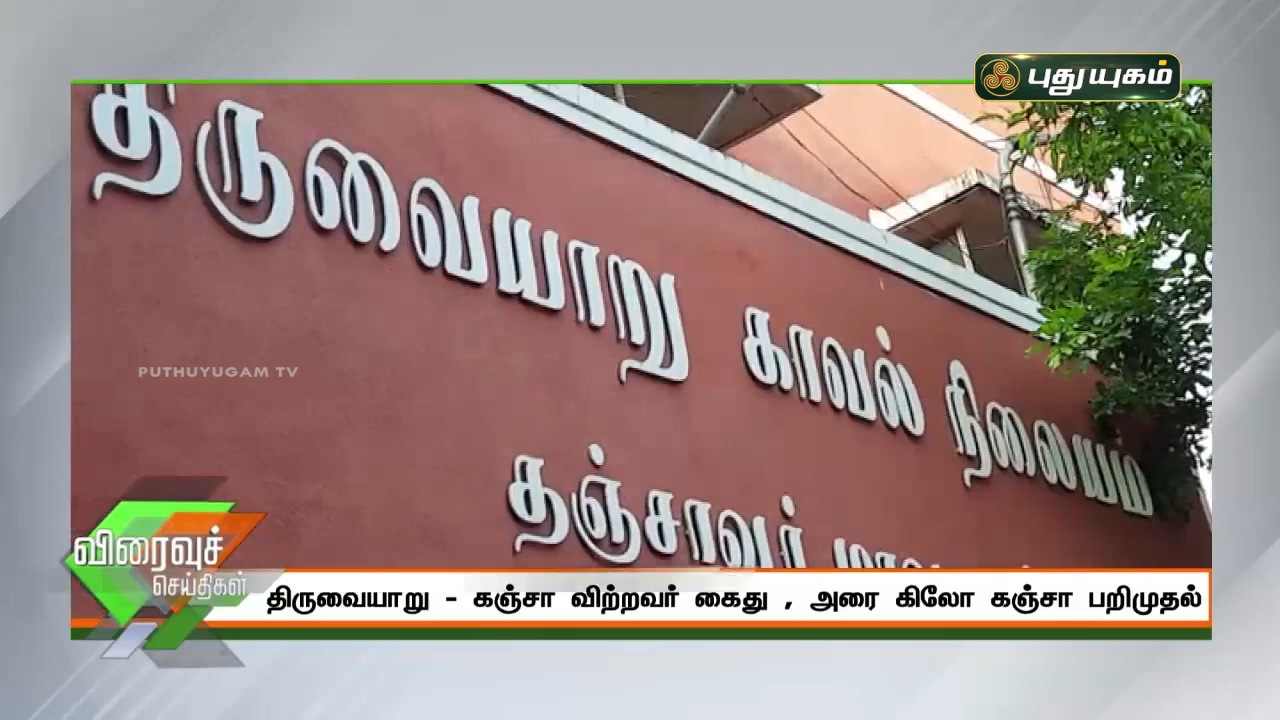 புதுயுகம்
திருவையாறு காவல் நிலையம்
PUTHUYUGAM TV
தஞ்சாவூர்
விரைவுச்
செய்திகள்
திருவையாறு - கஞ்சா விற்றவர் கைது , அரை கிலோ கஞ்சா பறிமுதல்